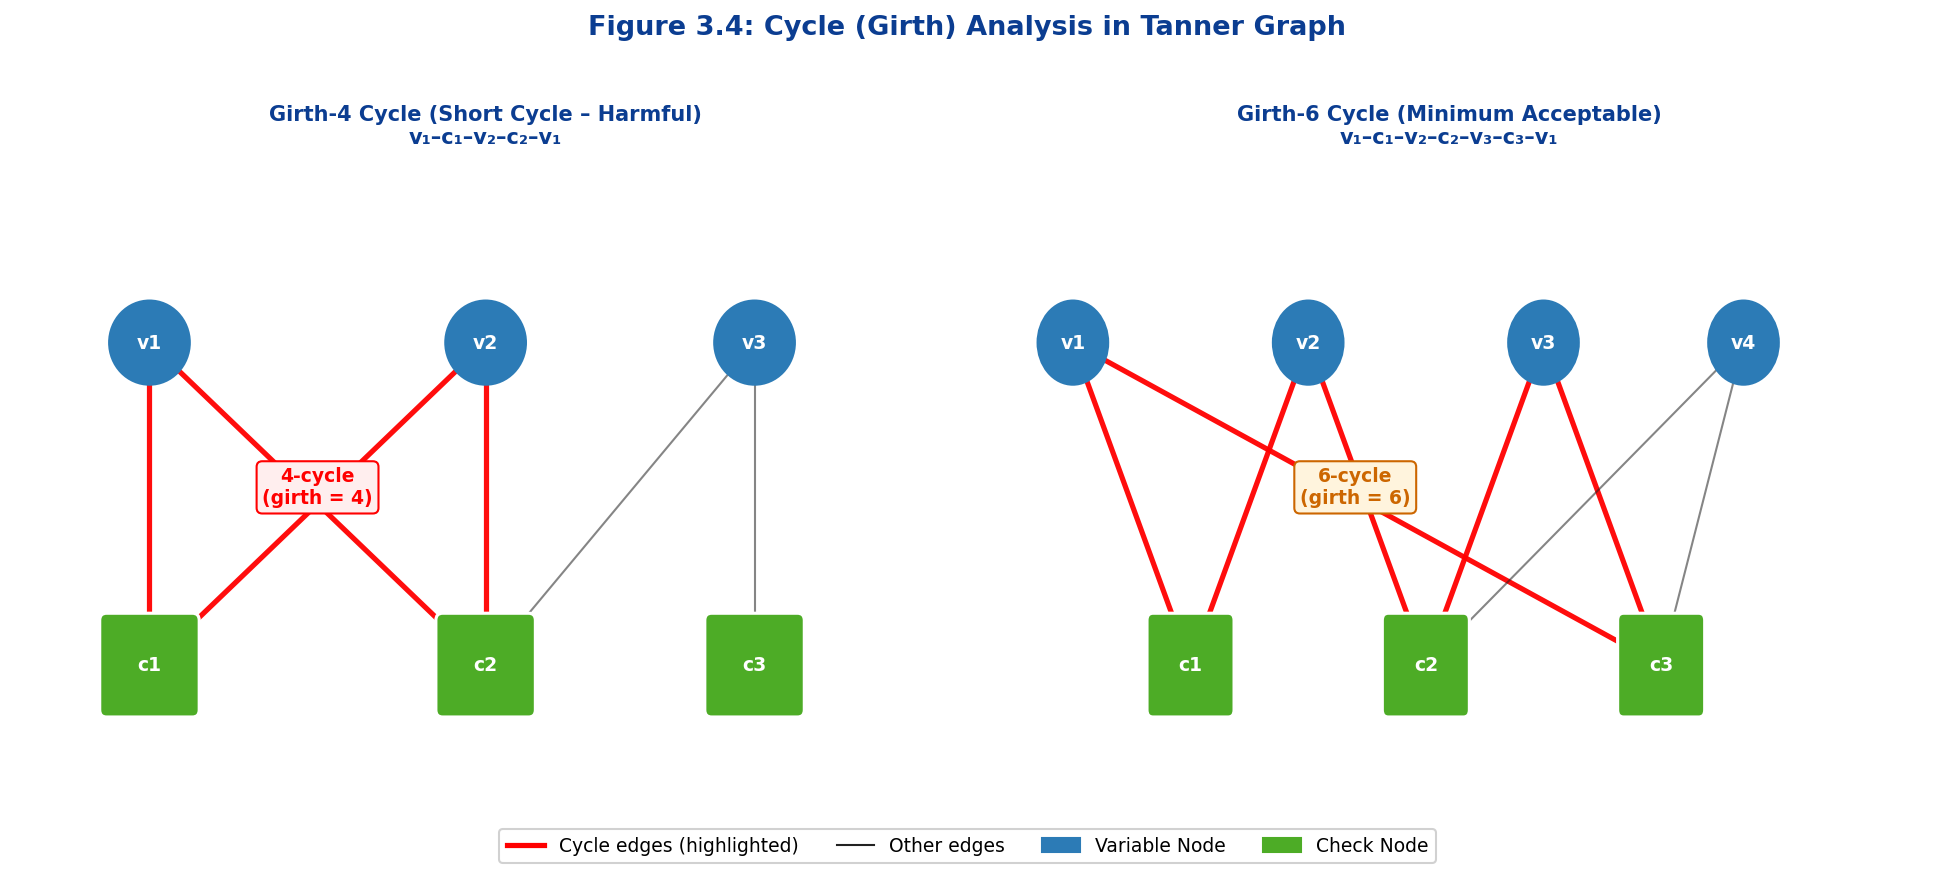 Figure 3.4: Cycle (Girth) Analysis in Tanner Graph
Girth-4 Cycle (Short Cycle – Harmful)
v₁–c₁–v₂–c₂–v₁
v1
v2
v3
4-cycle
(girth = 4)
c1
c2
c3
Girth-6 Cycle (Minimum Acceptable)
v₁–c₁–v₂–c₂–v₃–c₃–v₁
v1
v2
v3
v4
6-cycle
(girth = 6)
c1
c2
c3
Cycle edges (highlighted)
Other edges
Variable Node
Check Node